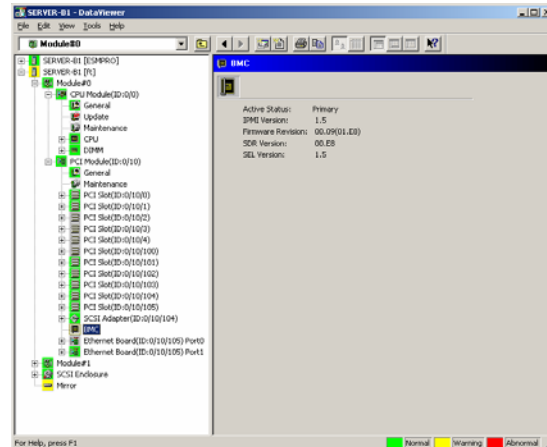 SERVER-B1 - DataViewer
File Edit View Tools Help
Module#0
SERVER-B1 [ESMPRO]
SERVER-B1 [ft]
Module#0
CPU Module(ID:0/0)
General
Update
Maintenance
CPU
DIMM
PCI Module(ID:0/10)
General
Maintenance
PCI Slot(ID:0/10/0)
PCI Slot(ID:0/10/1)
PCI Slot(ID:0/10/2)
PCI Slot(ID:0/10/3)
PCI Slot(ID:0/10/4)
PCI Slot(ID:0/10/100)
PCI Slot(ID:0/10/101)
PCI Slot(ID:0/10/102)
PCI Slot(ID:0/10/103)
PCI Slot(ID:0/10/104)
PCI Slot(ID:0/10/105)
SCSI Adapter(ID:0/10/104)
BMC
Ethernet Board(ID:0/10/105) Port0
Ethernet Board(ID:0/10/105) Port1
Module#1
SCSI Enclosure
Mirror
BMC
Active Status: Primary
IPMI Version: 1.5
Firmware Revision: 00.09(01.E8)
SDR Version: 00.E8
SEL Version: 1.5
For Help, press F1
Normal Warning Abnormal